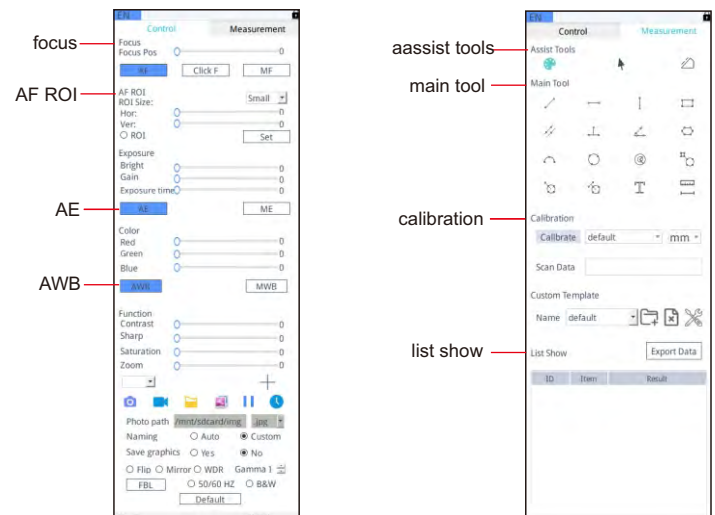 EN
Control Measurement
focus
Focus
Focus Pos 0
AF Click F MF
AF ROI
AF ROI
ROI Size: Small
Hor: 0
Ver: 0
ROI Set
Exposure
Bright 0
Gain 0
Exposure time 0
AE
AE ME
Color
Red 0
Green 0
Blue 0
AWB
AWB MWB
Function
Contrast 0
Sharp 0
Saturation 0
Zoom 0
Photo path /mnt/sdcard/img .jpg
Naming Auto Custom
Save graphics Yes No
Flip Mirror WDR Gamma 1
FBL 50/60 HZ B&W
Default
EN
Control Measurement
aassist tools
Assist Tools
main tool
Main Tool
T
calibration
Calibration
Calibrate default mm
Scan Data
Custom Template
Name default
list show
List Show Export Data
ID Item Result